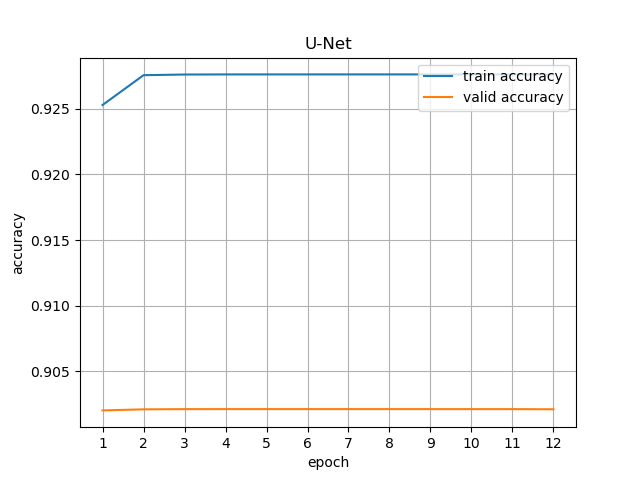 U-Net
train accuracy
valid accuracy
0.925
0.920
0.915
0.910
0.905
accuracy
1 2 3 4 5 6 7 8 9 10 11 12
epoch